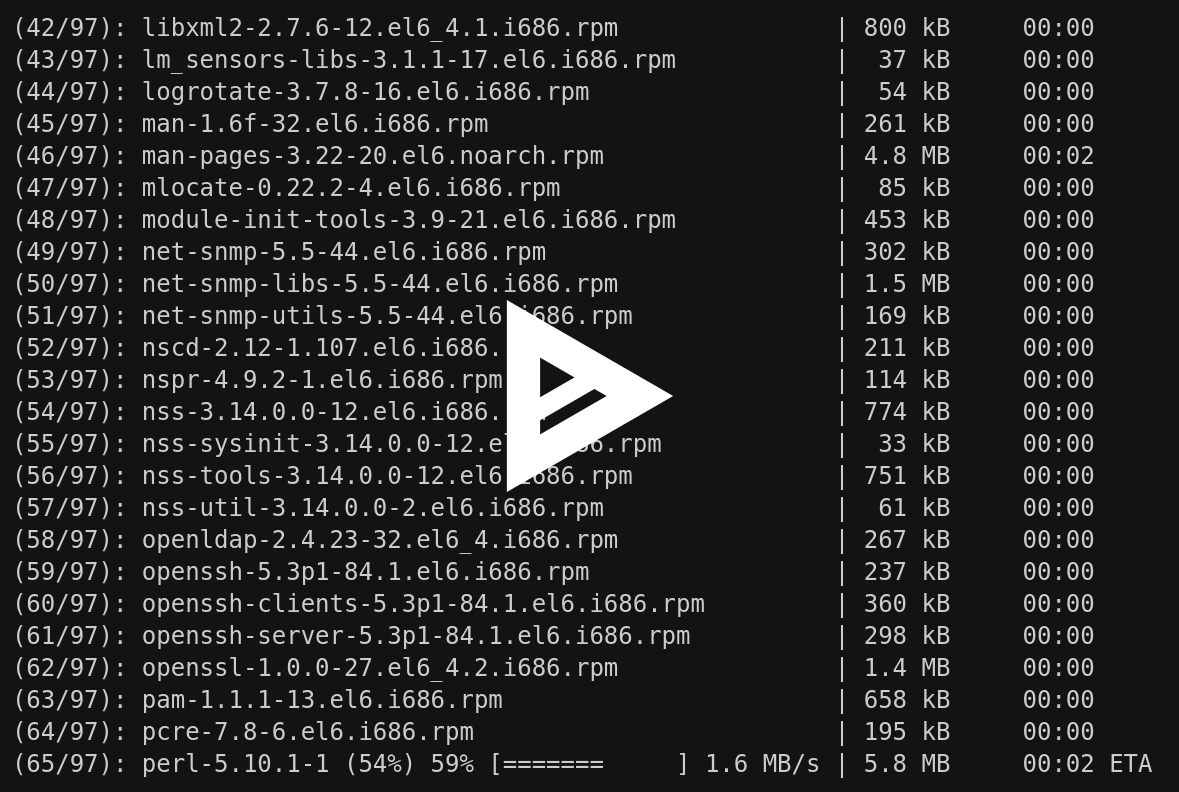 (42/97): libxml2-2.7.6-12.el6_4.1.i686.rpm | 800 kB 00:00
(43/97): lm_sensors-libs-3.1.1-17.el6.i686.rpm | 37 kB 00:00
(44/97): logrotate-3.7.8-16.el6.i686.rpm | 54 kB 00:00
(45/97): man-1.6f-32.el6.i686.rpm | 261 kB 00:00
(46/97): man-pages-3.22-20.el6.noarch.rpm | 4.8 MB 00:02
(47/97): mlocate-0.22.2-4.el6.i686.rpm | 85 kB 00:00
(48/97): module-init-tools-3.9-21.el6.i686.rpm | 453 kB 00:00
(49/97): net-snmp-5.5-44.el6.i686.rpm | 302 kB 00:00
(50/97): net-snmp-libs-5.5-44.el6.i686.rpm | 1.5 MB 00:00
(51/97): net-snmp-utils-5.5-44.el6.i686.rpm | 169 kB 00:00
(52/97): nscd-2.12-1.107.el6.i686. | 211 kB 00:00
(53/97): nspr-4.9.2-1.el6.i686.rpm | 114 kB 00:00
(54/97): nss-3.14.0.0-12.el6.i686. | 774 kB 00:00
(55/97): nss-sysinit-3.14.0.0-12.el6.i686.rpm | 33 kB 00:00
(56/97): nss-tools-3.14.0.0-12.el6.i686.rpm | 751 kB 00:00
(57/97): nss-util-3.14.0.0-2.el6.i686.rpm | 61 kB 00:00
(58/97): openldap-2.4.23-32.el6_4.i686.rpm | 267 kB 00:00
(59/97): openssh-5.3p1-84.1.el6.i686.rpm | 237 kB 00:00
(60/97): openssh-clients-5.3p1-84.1.el6.i686.rpm | 360 kB 00:00
(61/97): openssh-server-5.3p1-84.1.el6.i686.rpm | 298 kB 00:00
(62/97): openssl-1.0.0-27.el6_4.2.i686.rpm | 1.4 MB 00:00
(63/97): pam-1.1.1-13.el6.i686.rpm | 658 kB 00:00
(64/97): pcre-7.8-6.el6.i686.rpm | 195 kB 00:00
(65/97): perl-5.10.1-1 (54%) 59% [======= ] 1.6 MB/s | 5.8 MB 00:02 ETA